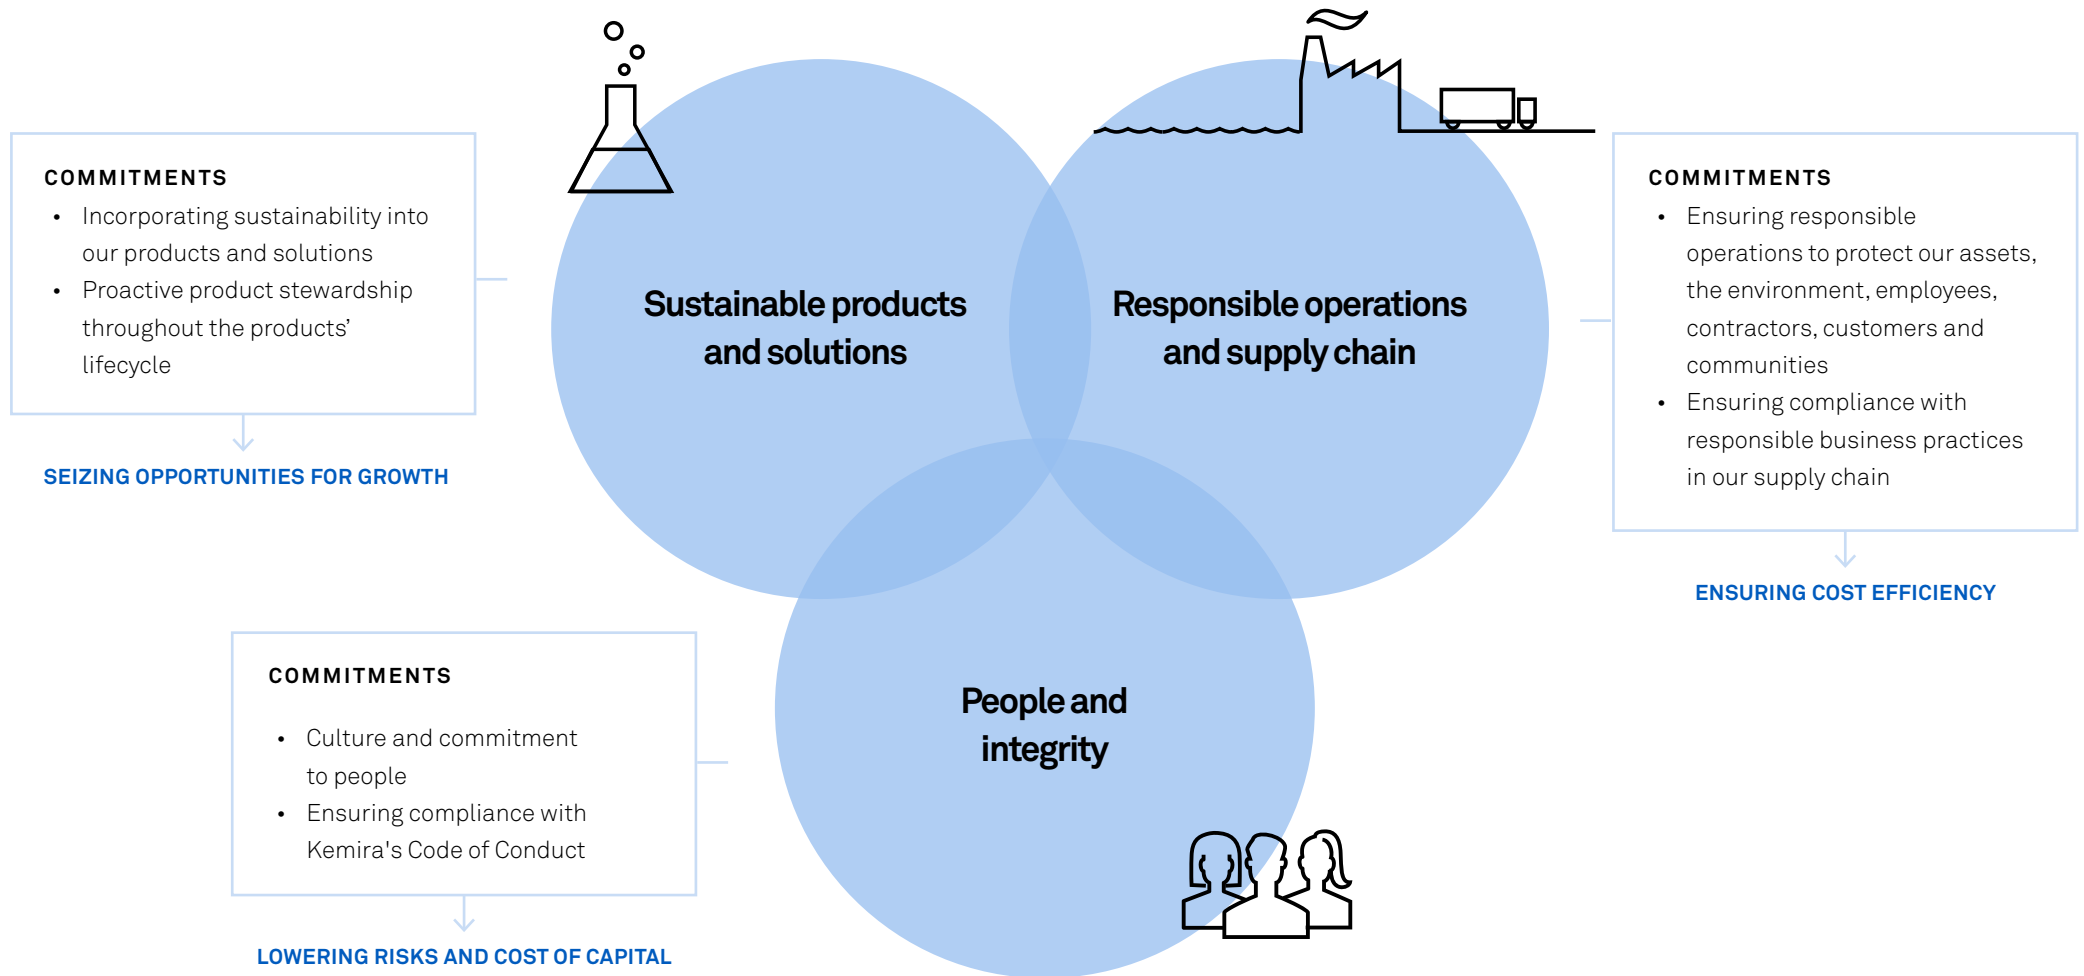 COMMITMENTS
• Incorporating sustainability into
our products and solutions
• Proactive product stewardship
throughout the products’
lifecycle
SEIZING OPPORTUNITIES FOR GROWTH
Sustainable products
and solutions
Responsible operations
and supply chain
COMMITMENTS
• Ensuring responsible
operations to protect our assets,
the environment, employees,
contractors, customers and
communities
• Ensuring compliance with
responsible business practices
in our supply chain
ENSURING COST EFFICIENCY
COMMITMENTS
• Culture and commitment
to people
• Ensuring compliance with
Kemira's Code of Conduct
LOWERING RISKS AND COST OF CAPITAL
People and
integrity